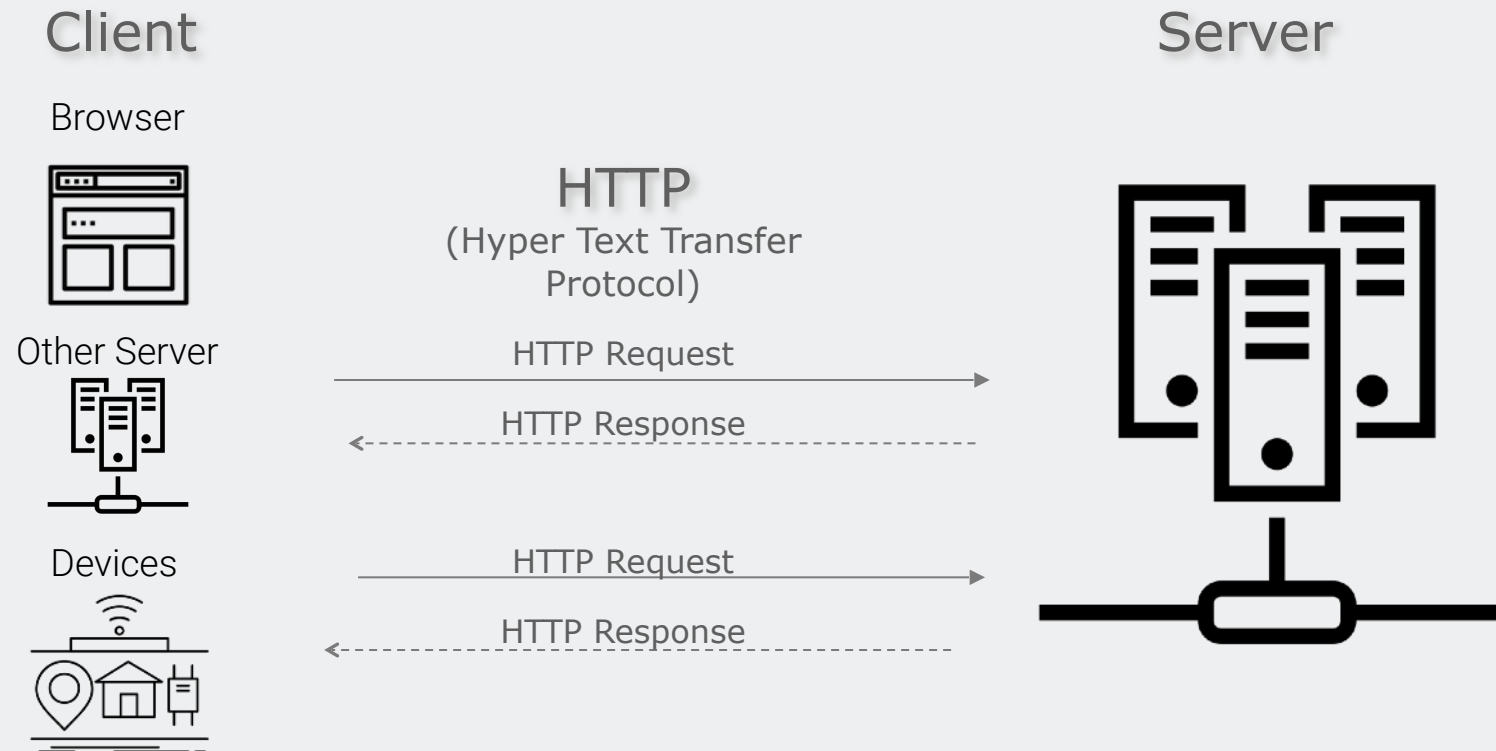 Client
Server
Browser
HTTP
(Hyper Text Transfer
Protocol)
Other Server
HTTP Request
HTTP Response
Devices
HTTP Request
HTTP Response